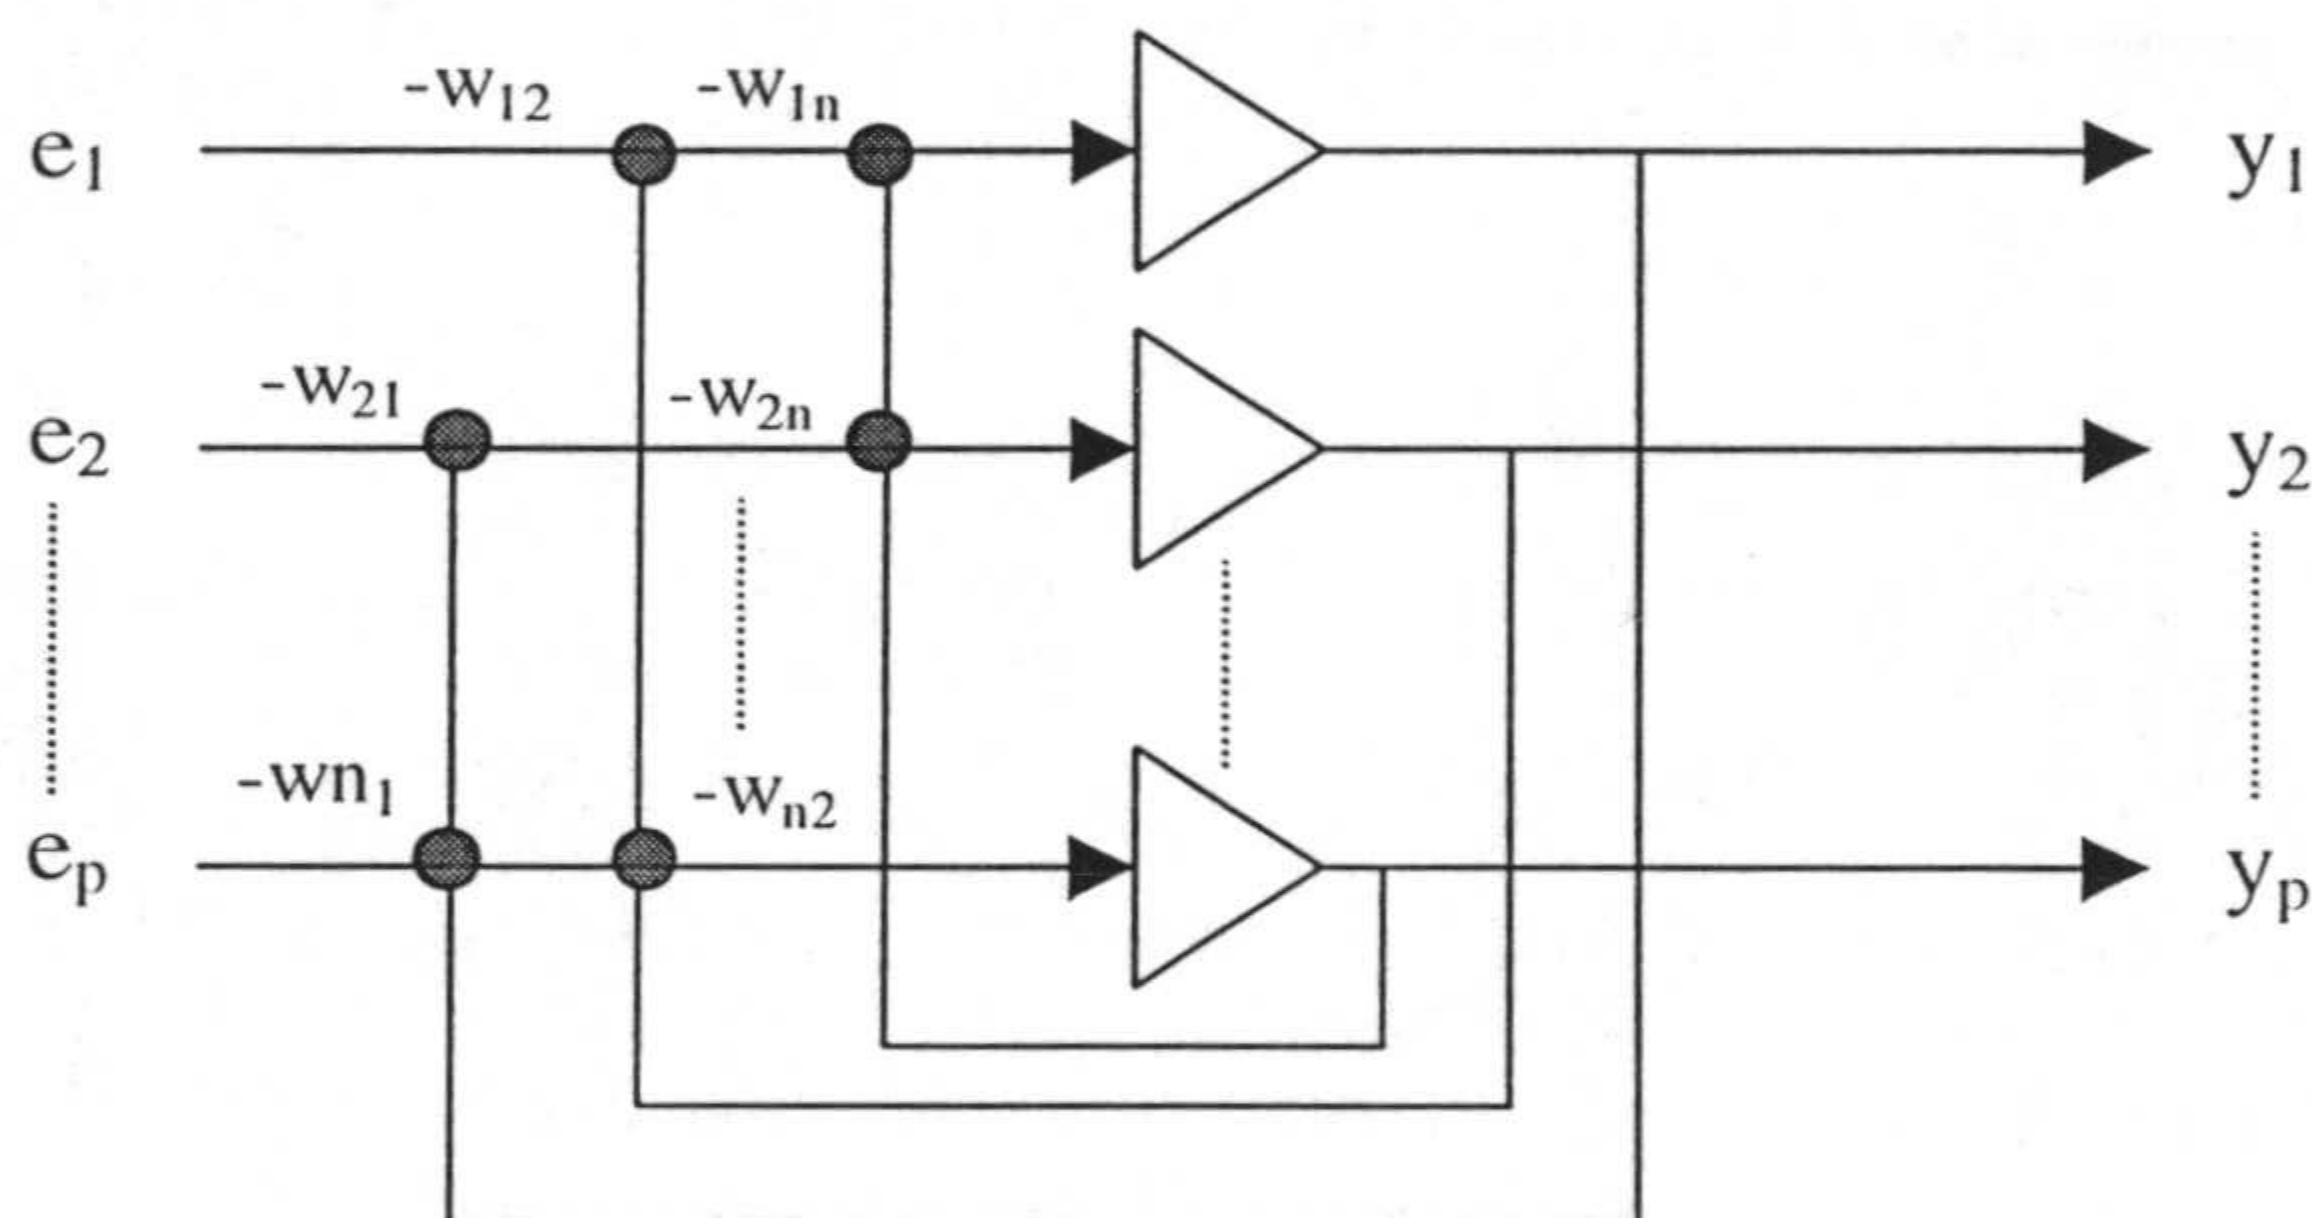 -w₁₂ -w₁ₙ
e₁ y₁
-w₂₁ -w₂ₙ
e₂ y₂
-wn₁ -wₙ₂
eₚ yₚ